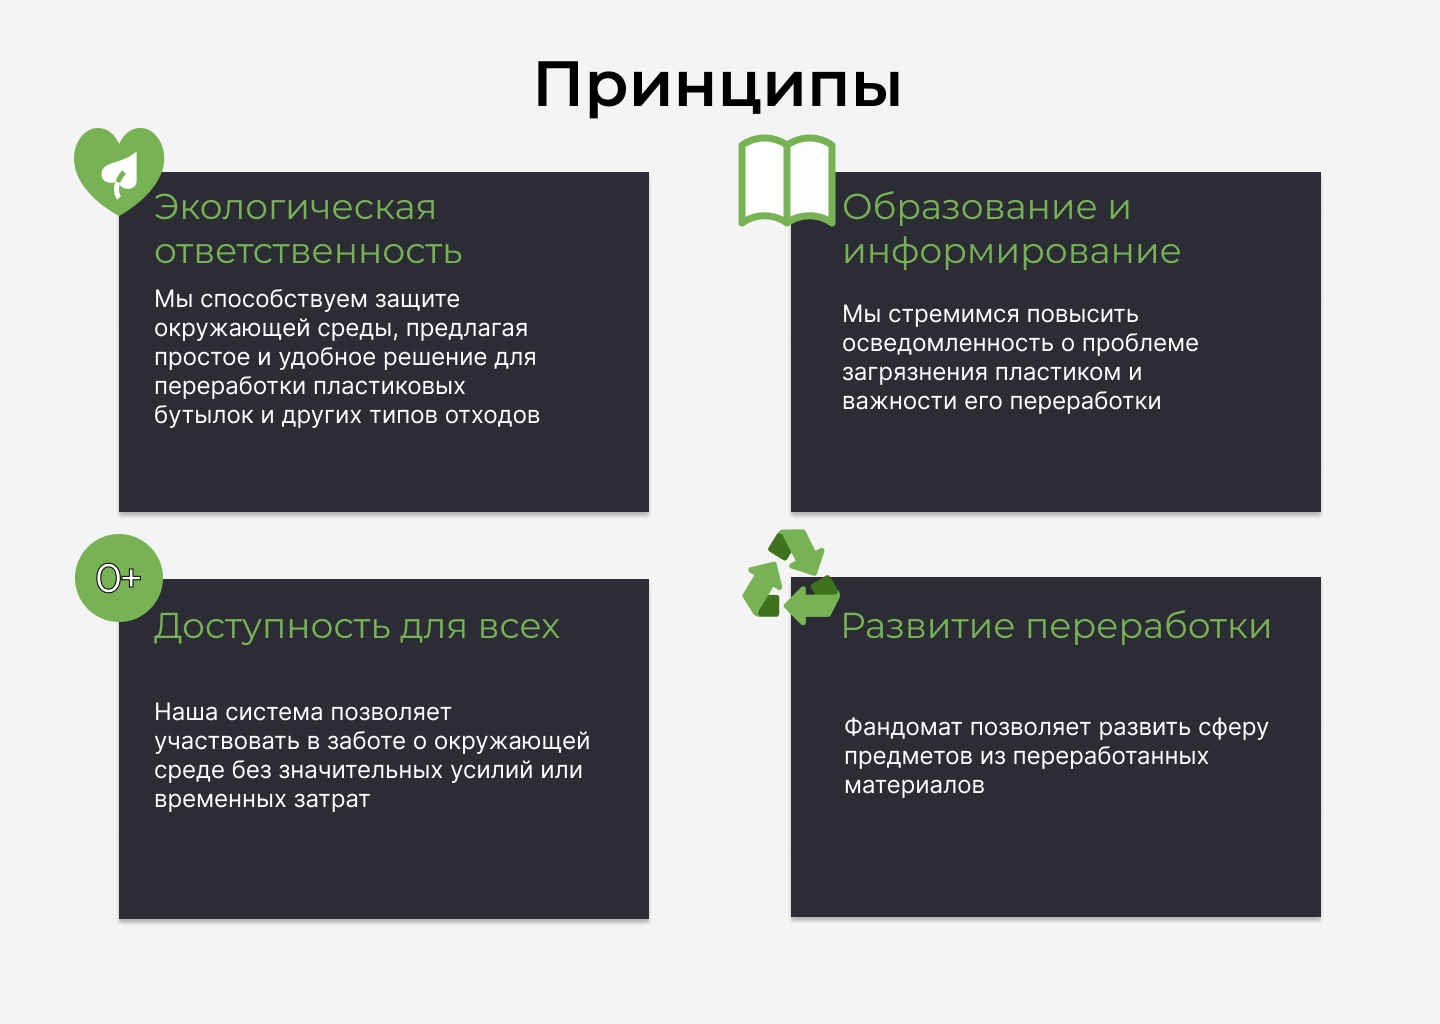 Принципы
Экологическая
ответственность
Мы способствуем защите
окружающей среды, предлагая
простое и удобное решение для
переработки пластиковых
бутылок и других типов отходов
Образование и
информирование
Мы стремимся повысить
осведомленность о проблеме
загрязнения пластиком и
важности его переработки
0+
Доступность для всех
Наша система позволяет
участвовать в заботе о окружающей
среде без значительных усилий или
временных затрат
Развитие переработки
Фандомат позволяет развить сферу
предметов из переработанных
материалов